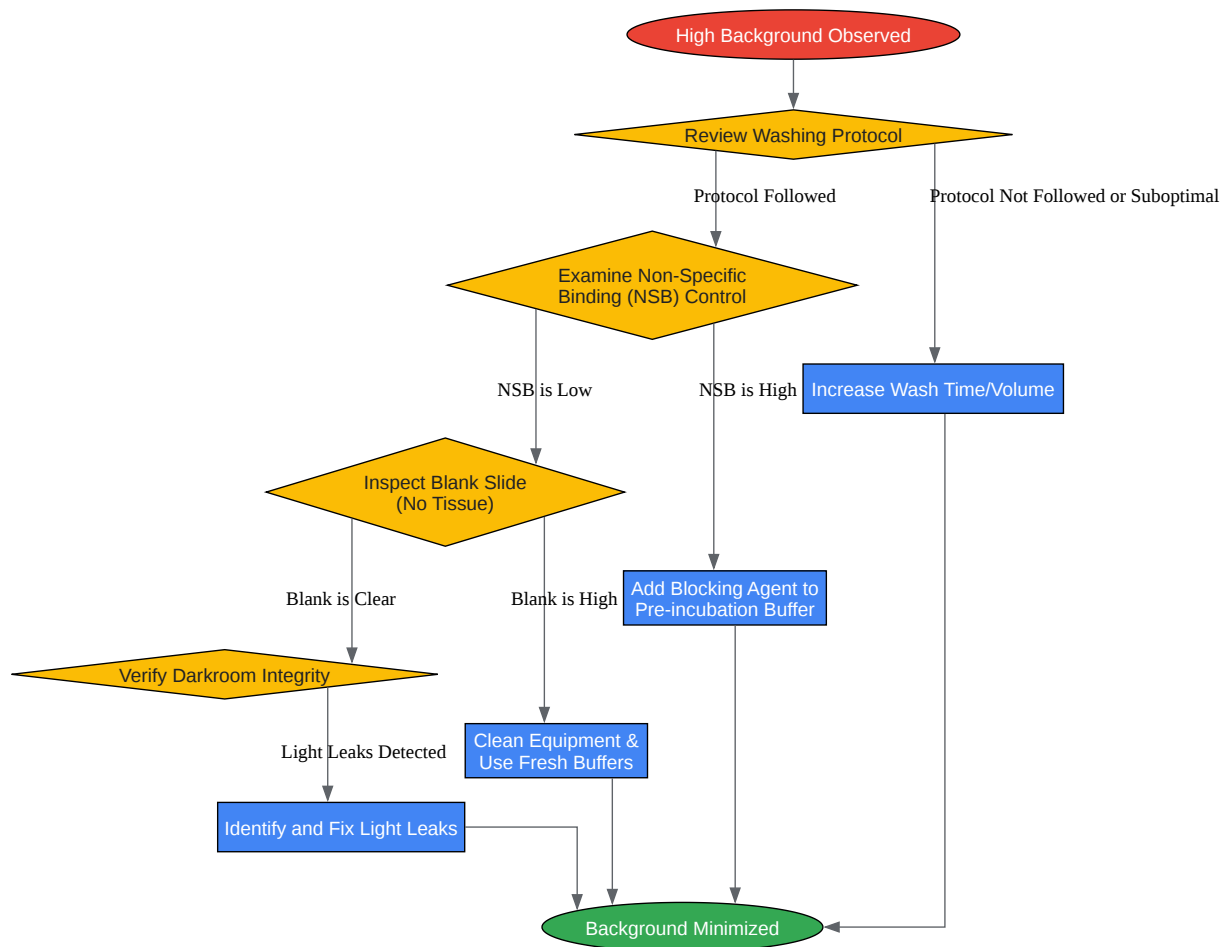 High Background Observed
Review Washing Protocol
Protocol Followed
Protocol Not Followed or Suboptimal
Examine Non-Specific
Binding (NSB) Control
NSB is Low
NSB is High
Increase Wash Time/Volume
Inspect Blank Slide
(No Tissue)
Blank is Clear
Blank is High
Add Blocking Agent to
Pre-incubation Buffer
Verify Darkroom Integrity
Light Leaks Detected
Clean Equipment &
Use Fresh Buffers
Identify and Fix Light Leaks
Background Minimized